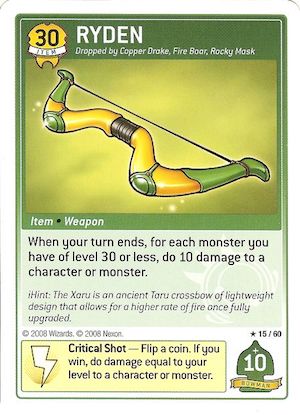 30
ITEM
RYDEN
Dropped by Copper Drake, Fire Boar, Rocky Mask
Item • Weapon
When your turn ends, for each monster you
have of level 30 or less, do 10 damage to a
character or monster.
iHint: The Xaru is an ancient Taru crossbow of lightweight
design that allows for a higher rate of fire once fully
upgraded.
© 2008 Wizards. © 2008 Nexon.
★ 15 / 60
Critical Shot — Flip a coin. If you
win, do damage equal to your
level to a character or monster.
10
BOWMAN